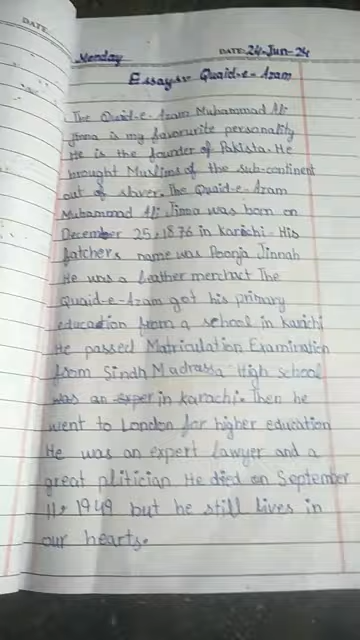 DATE:
Monday DATE: 24-Jun-24
Essay:- Quaid-e-Azam
The Quaid-e-Azam Muhammad Ali
Jinna is my favorurite personality
He is the founder of Pakista. He
brought Muslims of the sub-continent
out of slaver. The Quaid-e-Azam
Muhammad Ali Jinna was born on
December 25, 1876 in karachi. His
fatchers name was Poonja Jinnah
He was a leather merchact The
Quaid-e-Azam got his primary
education from a school in Karachi
He passed Matriculation Examination
from Sindh Madrassa High school
was an exper in karachi. Then he
went to London for higher education
He was an expert lawyer and a
great plitician He died on September
11, 1949 but he still lives in
our hearts.